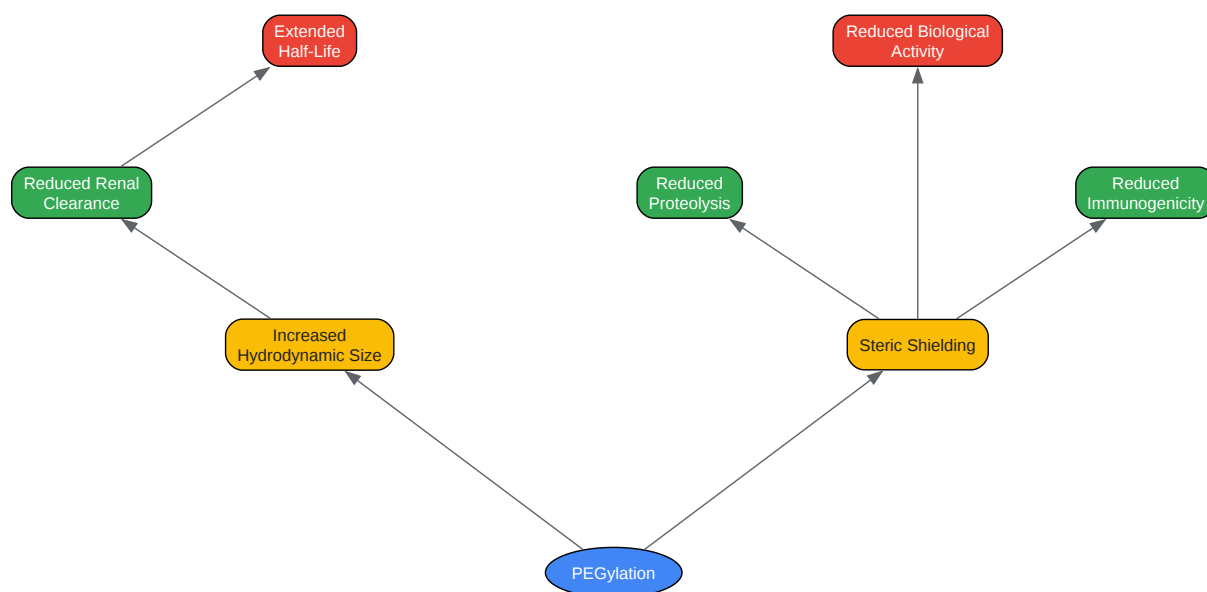 Extended
Half-Life
Reduced Biological
Activity
Reduced Renal
Clearance
Reduced
Proteolysis
Reduced
Immunogenicity
Increased
Hydrodynamic Size
Steric Shielding
PEGylation